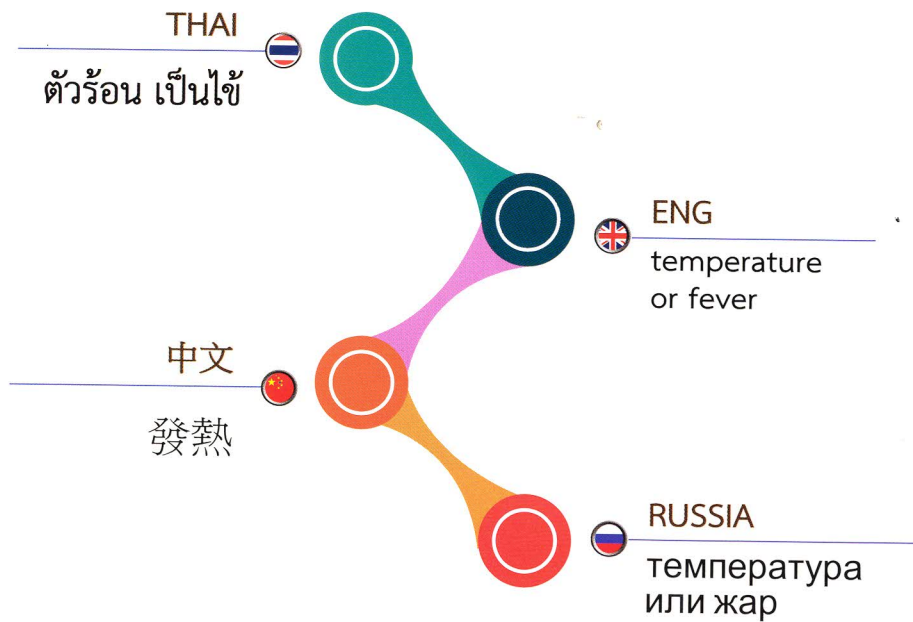 THAI
ตัวร้อน เป็นไข้
ENG
temperature
or fever
中文
發熱
RUSSIA
температура
или жар